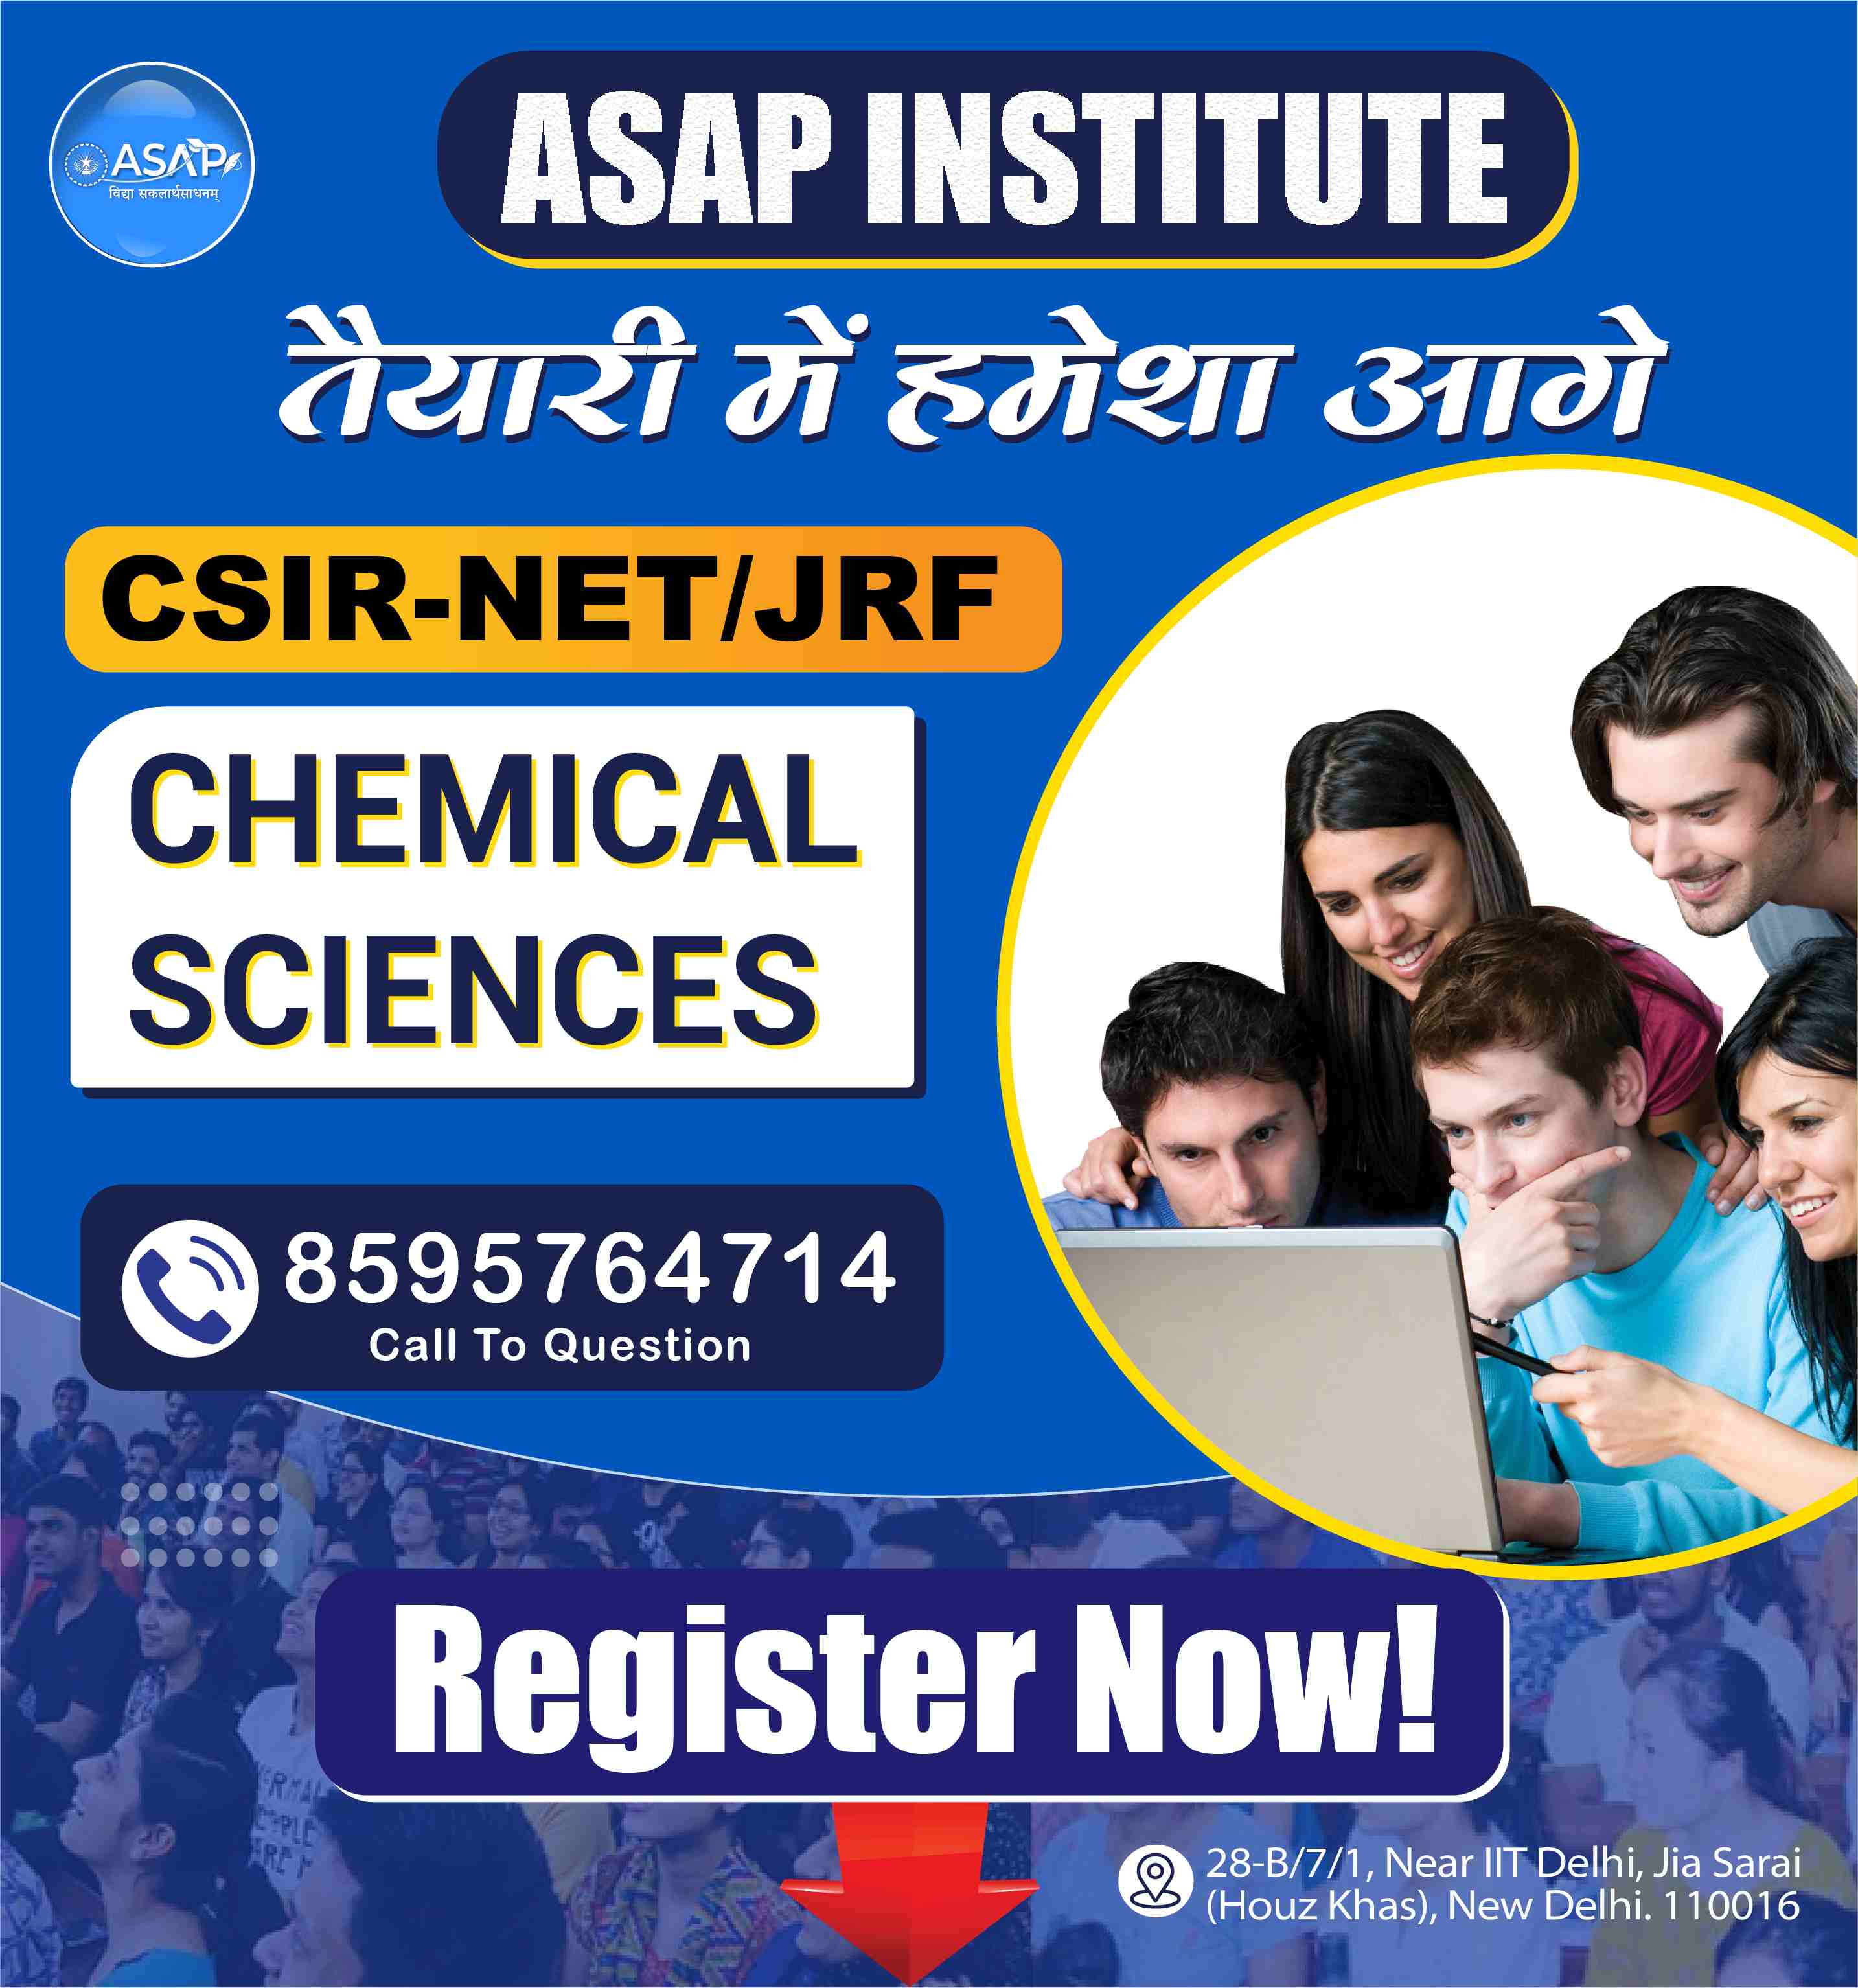 ASAP
विद्या सकलार्थसाधनम्
ASAP INSTITUTE
तैयारी में हमेशा आगे
CSIR-NET/JRF
CHEMICAL
SCIENCES
8595764714
Call To Question
Register Now!
28-B/7/1, Near IIT Delhi, Jia Sarai
(Houz Khas), New Delhi. 110016